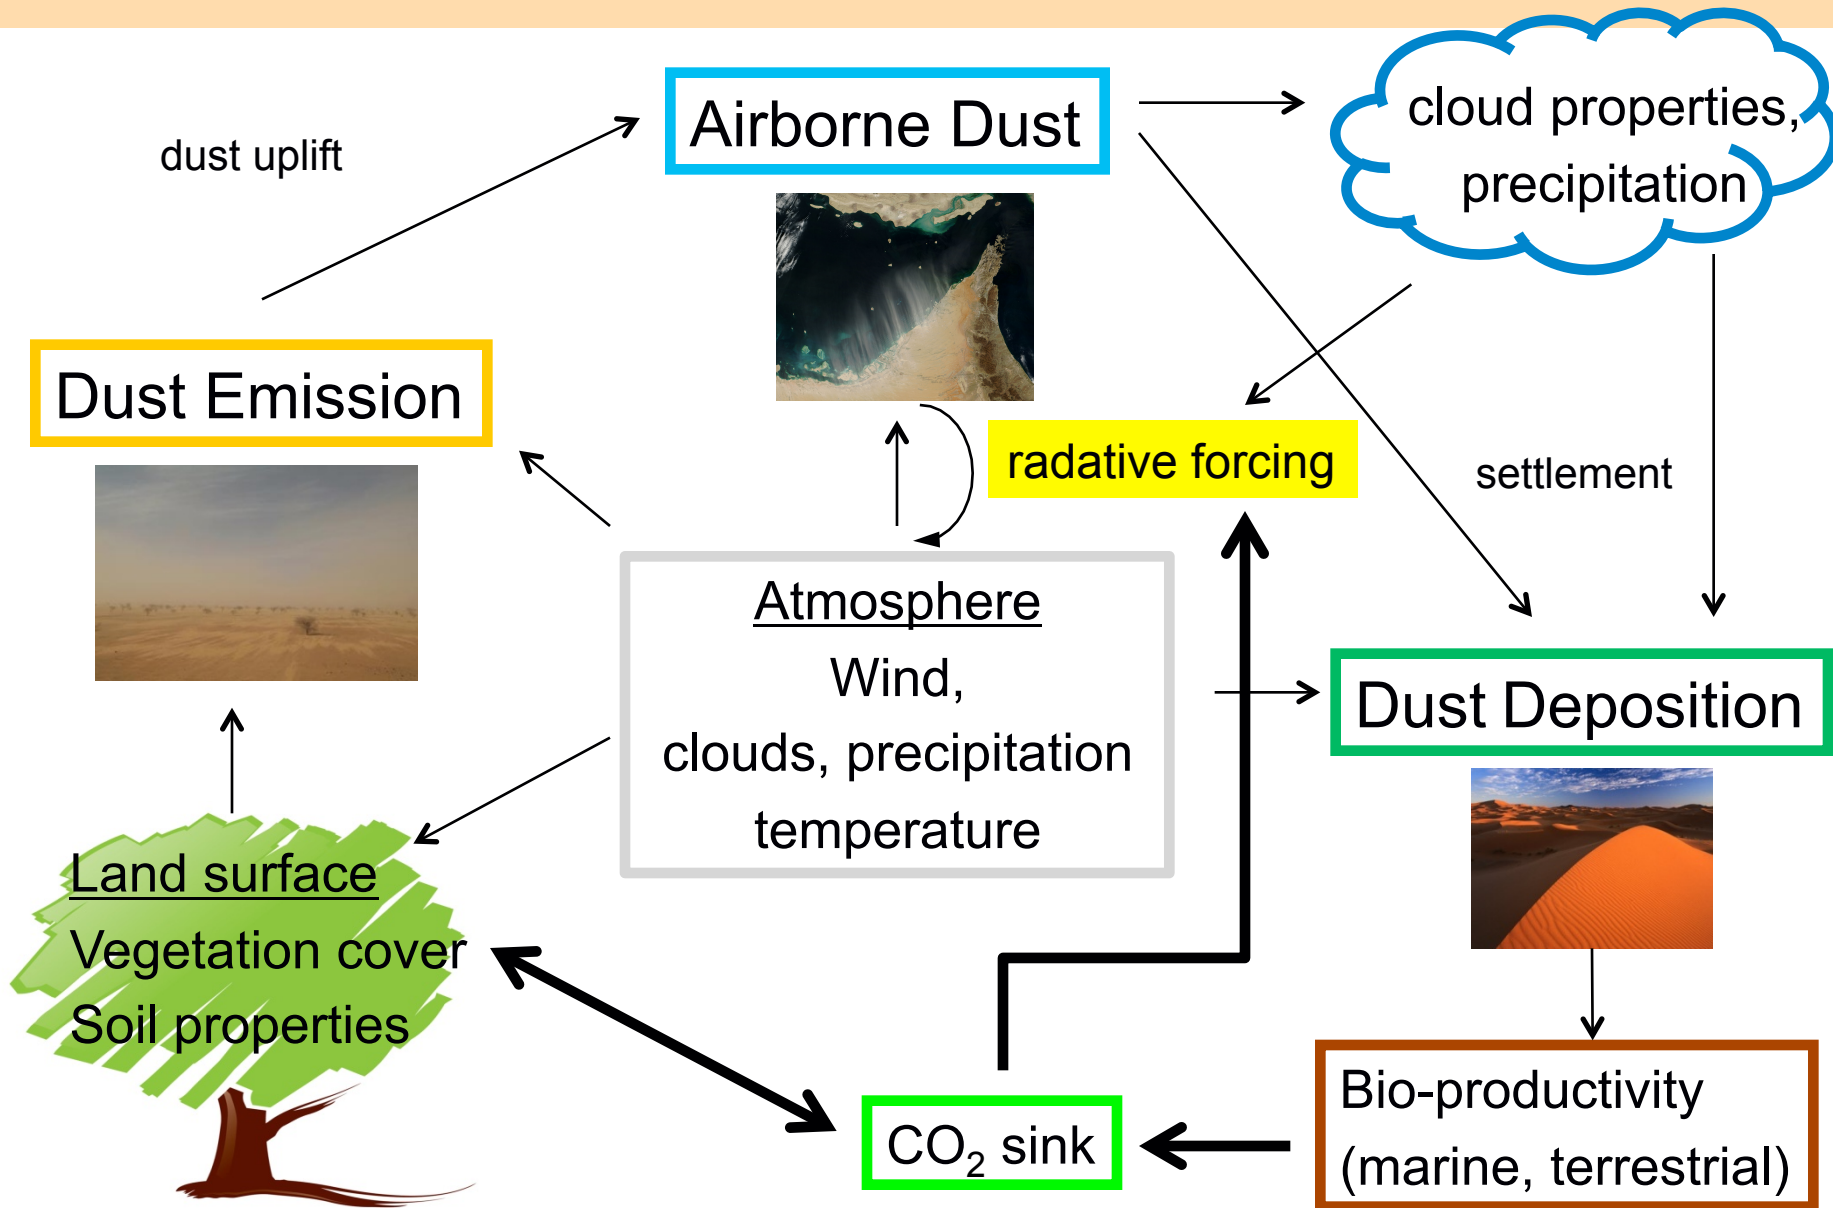 dust uplift
Airborne Dust
cloud properties,
precipitation
Dust Emission
radative forcing
settlement
Atmosphere
Wind,
clouds, precipitation
temperature
Dust Deposition
Land surface
Vegetation cover
Soil properties
CO₂ sink
Bio-productivity
(marine, terrestrial)